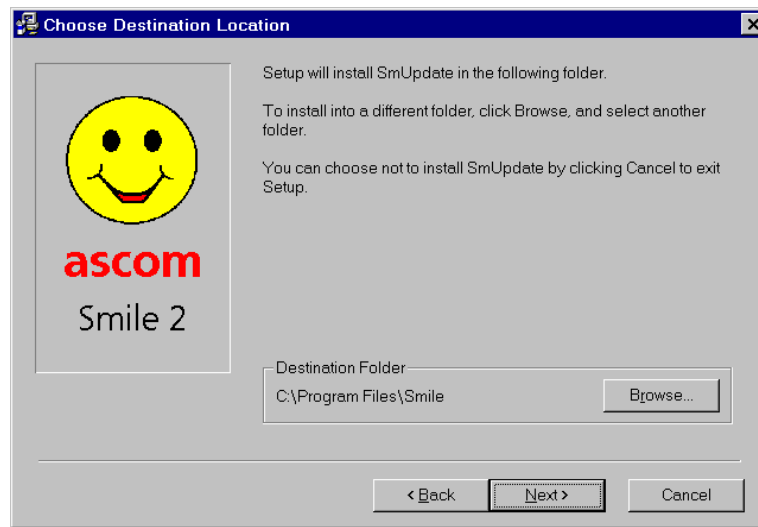 Choose Destination Location
Setup will install SmUpdate in the following folder.
To install into a different folder, click Browse, and select another
folder.
You can choose not to install SmUpdate by clicking Cancel to exit
Setup.
ascom
Smile 2
Destination Folder
C:\Program Files\Smile
Browse...
< Back
Next >
Cancel